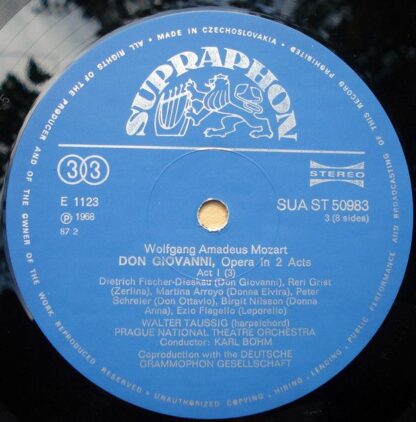 • MADE IN CZECHOSLOVAKIA •
ALL RIGHTS OF THE PRODUCER AND OF THE OWNER OF THE WORK REPRODUCED RESERVED • UNAUTHORIZED COPYING • HIRING • LENDING • PUBLIC PERFORMANCE AND BROADCASTING OF THIS RECORD PROHIBITED
SUPRAPHON
33
STEREO
E 1123
SUA ST 50983
℗ 1968
3 (8 sides)
87 2
Wolfgang Amadeus Mozart
DON GIOVANNI, Opera in 2 Acts
Act I (3)
Dietrich Fischer-Dieskau (Don Giovanni), Reri Grist
(Zerlina), Martina Arroyo (Donna Elvira), Peter
Schreier (Don Ottavio), Birgit Nilsson (Donna
Anna), Ezio Flagello (Leporello)
WALTER TAUSSIG (harpsichord)
PRAGUE NATIONAL THEATRE ORCHESTRA
Conductor: KARL BÖHM
Coproduction with the DEUTSCHE
GRAMMOPHON GESELLSCHAFT